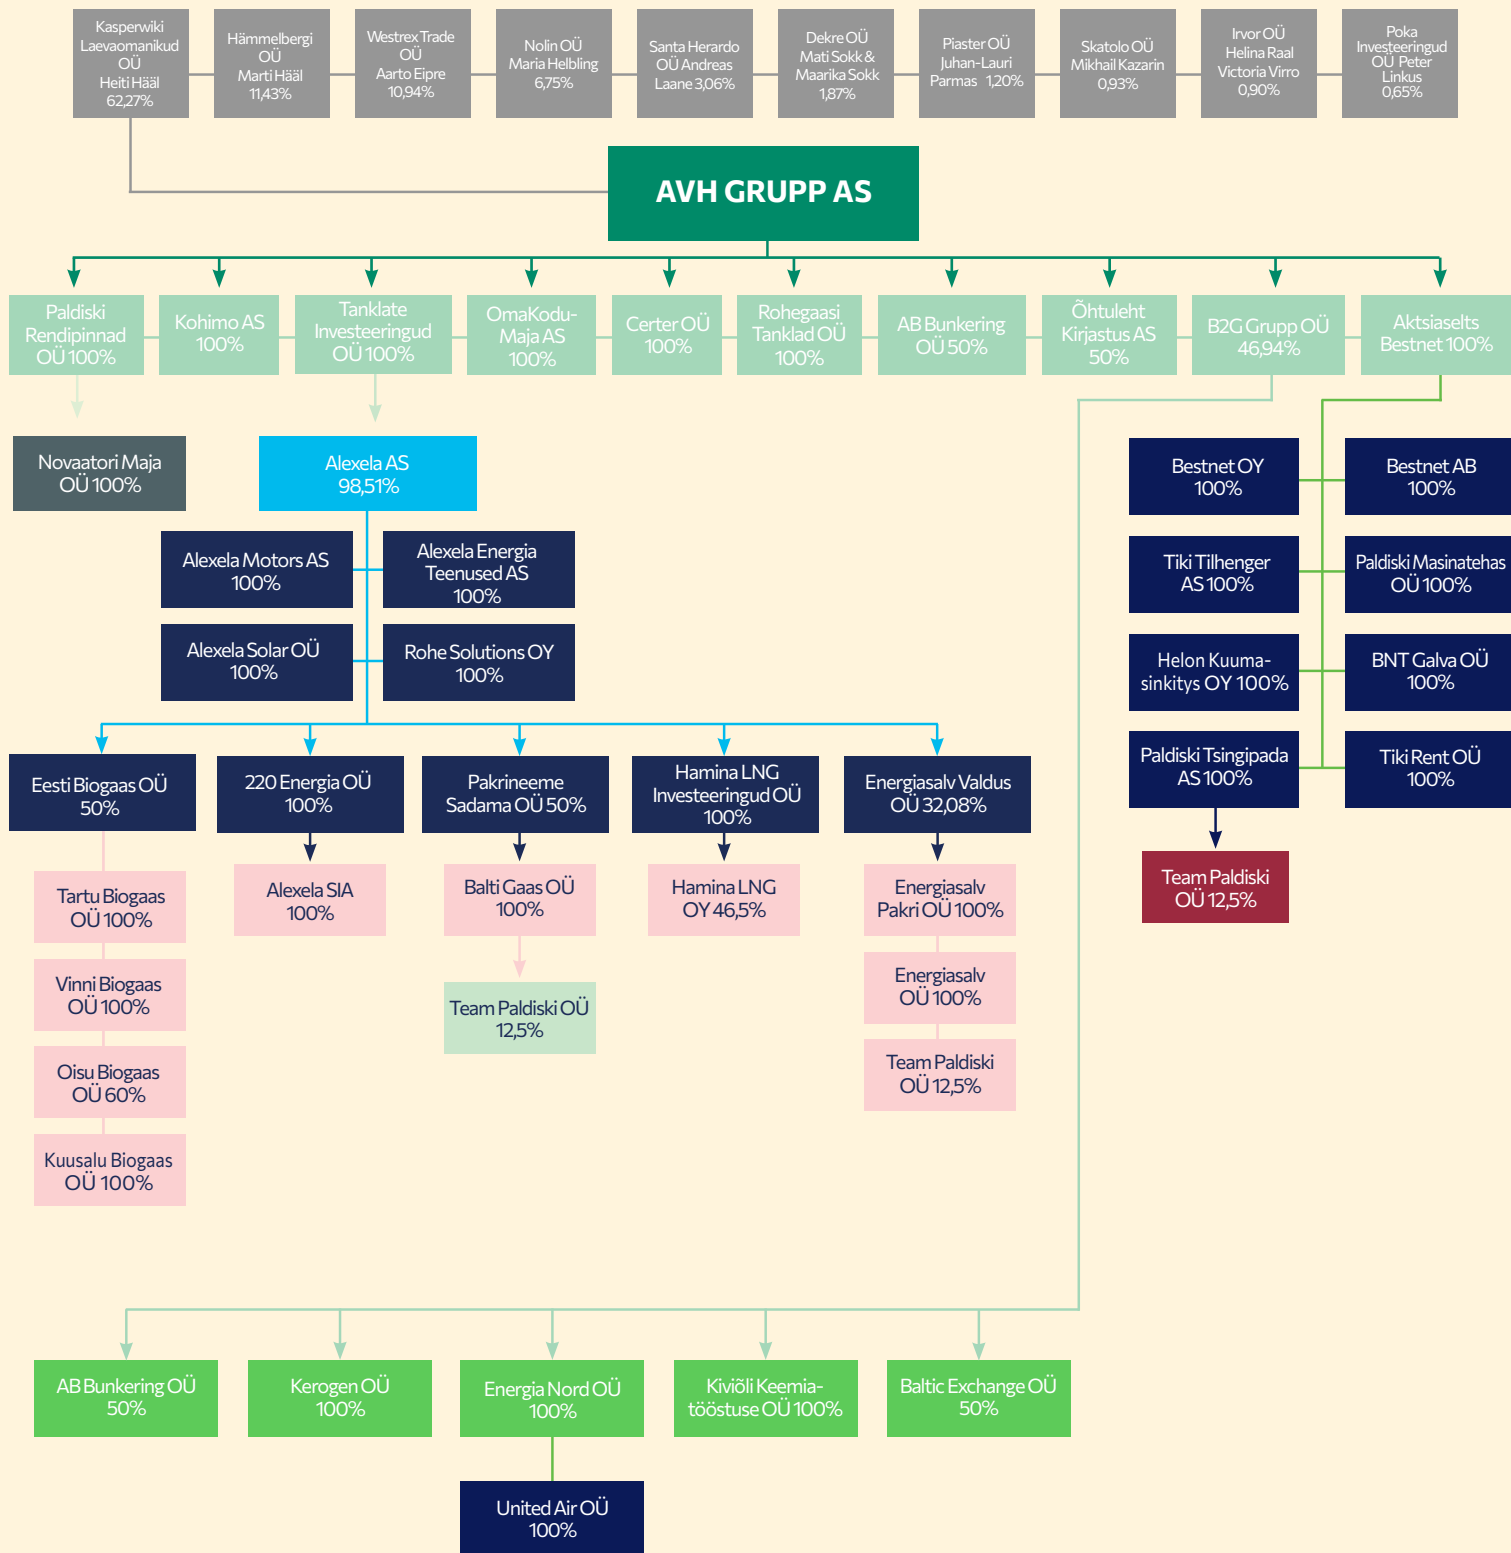 Kasperwiki
Laevaomanikud
OÜ
Heiti Hääl
62,27%
Hämmelbergi
OÜ
Marti Hääl
11,43%
Westrex Trade
OÜ
Aarto Eipre
10,94%
Nolin OÜ
Maria Helbling
6,75%
Santa Herardo
OÜ Andreas
Laane 3,06%
Dekre OÜ
Mati Sokk &
Maarika Sokk
1,87%
Piaster OÜ
Juhan-Lauri
Parmas 1,20%
Skatolo OÜ
Mikhail Kazarin
0,93%
Irvor OÜ
Helina Raal
Victoria Virro
0,90%
Poka
Investeeringud
OÜ Peter
Linkus
0,65%
AVH GRUPP AS
Paldiski
Rendipinnad
OÜ 100%
Kohimo AS
100%
Tanklate
Investeeringud
OÜ 100%
OmaKodu-
Maja AS
100%
Certer OÜ
100%
Rohegaasi
Tanklad OÜ
100%
AB Bunkering
OÜ 50%
Õhtuleht
Kirjastus AS
50%
B2G Grupp OÜ
46,94%
Aktsiaselts
Bestnet 100%
Novaatori Maja
OÜ 100%
Alexela AS
98,51%
Bestnet OY
100%
Bestnet AB
100%
Alexela Motors AS
100%
Alexela Energia
Teenused AS
100%
Tiki Tilhenger
AS 100%
Paldiski Masinatehas
OÜ 100%
Alexela Solar OÜ
100%
Rohe Solutions OY
100%
Helon Kuuma-
sinkitys OY 100%
BNT Galva OÜ
100%
Paldiski Tsingipada
AS 100%
Tiki Rent OÜ
100%
Eesti Biogaas OÜ
50%
220 Energia OÜ
100%
Pakrineeme
Sadama OÜ 50%
Hamina LNG
Investeeringud OÜ
100%
Energiasalv Valdus
OÜ 32,08%
Team Paldiski
OÜ 12,5%
Tartu Biogaas
OÜ 100%
Alexela SIA
100%
Balti Gaas OÜ
100%
Hamina LNG
OY 46,5%
Energiasalv
Pakri OÜ 100%
Vinni Biogaas
OÜ 100%
Team Paldiski OÜ
12,5%
Energiasalv
OÜ 100%
Oisu Biogaas
OÜ 60%
Team Paldiski
OÜ 12,5%
Kuusalu Biogaas
OÜ 100%
AB Bunkering OÜ
50%
Kerogen OÜ
100%
Energia Nord OÜ
100%
Kiviõli Keemia-
tööstuse OÜ 100%
Baltic Exchange OÜ
50%
United Air OÜ
100%